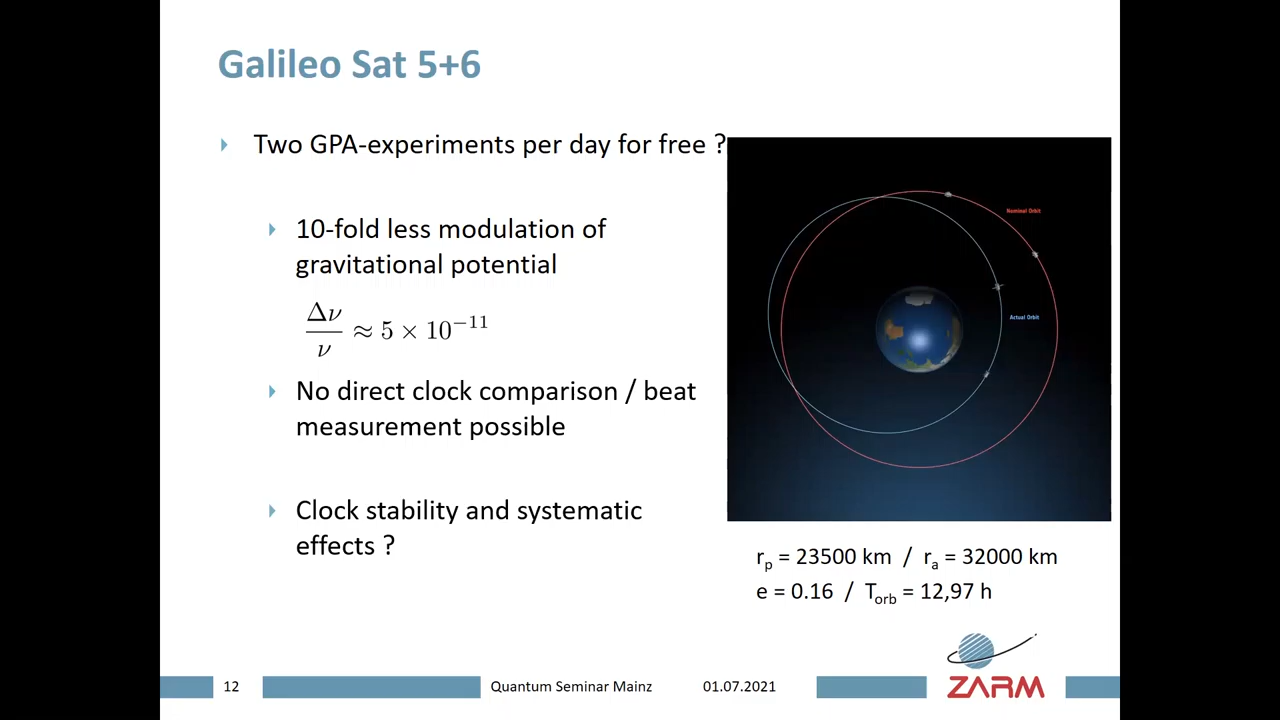 Galileo Sat 5+6
Two GPA-experiments per day for free ?
10-fold less modulation of
gravitational potential
Δν/ν ≈ 5 × 10⁻¹¹
No direct clock comparison / beat
measurement possible
Clock stability and systematic
effects ?
Nominal Orbit
Actual Orbit
rₚ = 23500 km / rₐ = 32000 km
e = 0.16 / Tₒᵣb = 12,97 h
ZARM
12
Quantum Seminar Mainz
01.07.2021